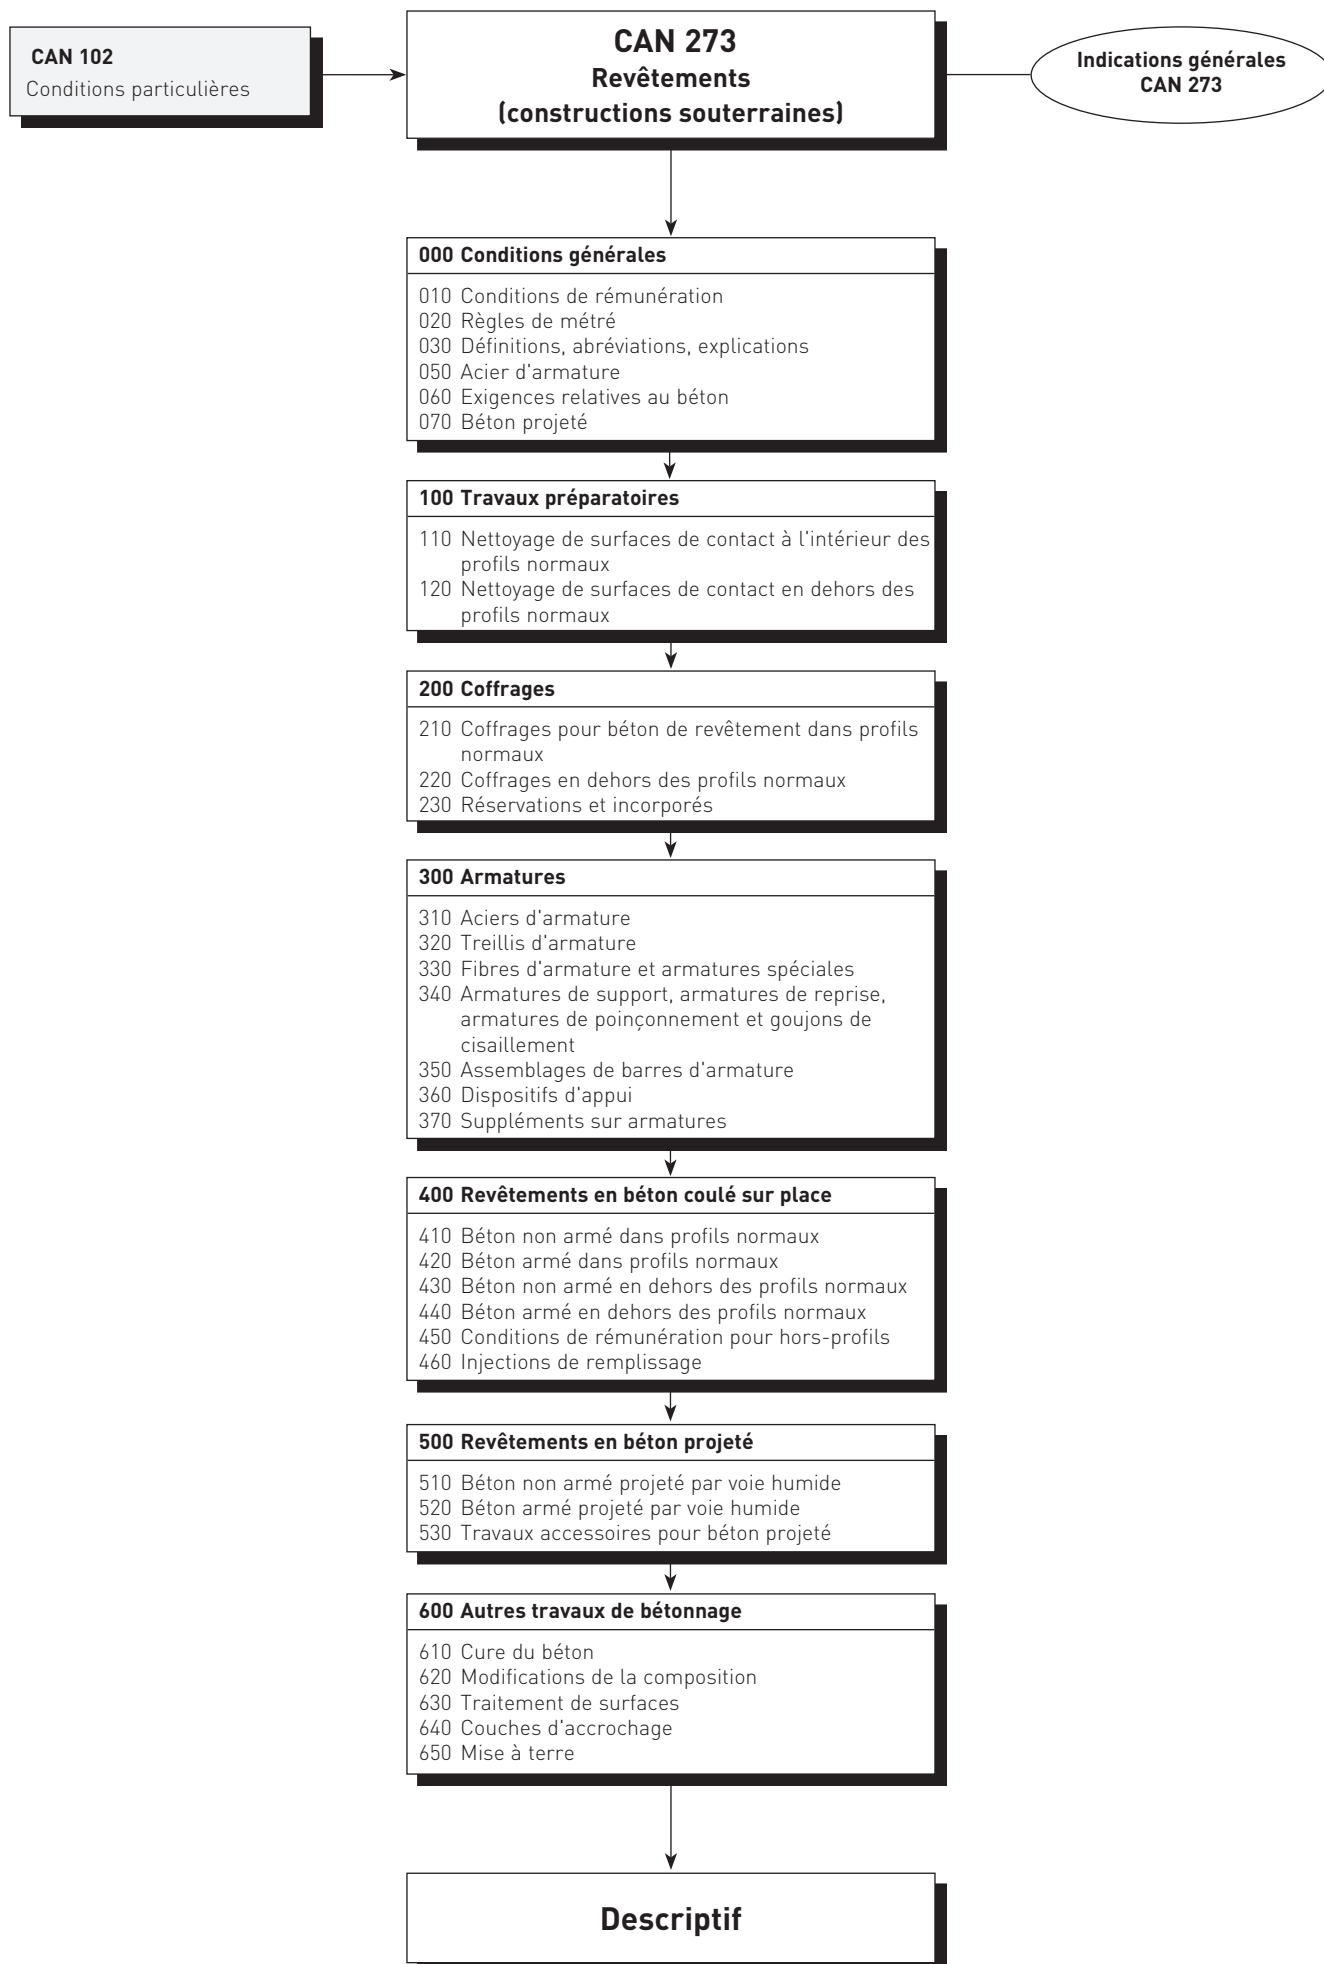 CAN 102
Conditions particulières
CAN 273
Revêtements
(constructions souterraines)
Indications générales
CAN 273
000 Conditions générales
010 Conditions de rémunération
020 Règles de métré
030 Définitions, abréviations, explications
050 Acier d'armature
060 Exigences relatives au béton
070 Béton projeté
100 Travaux préparatoires
110 Nettoyage de surfaces de contact à l'intérieur des
profils normaux
120 Nettoyage de surfaces de contact en dehors des
profils normaux
200 Coffrages
210 Coffrages pour béton de revêtement dans profils
normaux
220 Coffrages en dehors des profils normaux
230 Réservations et incorporés
300 Armatures
310 Aciers d'armature
320 Treillis d'armature
330 Fibres d'armature et armatures spéciales
340 Armatures de support, armatures de reprise,
armatures de poinçonnement et goujons de
cisaillement
350 Assemblages de barres d'armature
360 Dispositifs d'appui
370 Suppléments sur armatures
400 Revêtements en béton coulé sur place
410 Béton non armé dans profils normaux
420 Béton armé dans profils normaux
430 Béton non armé en dehors des profils normaux
440 Béton armé en dehors des profils normaux
450 Conditions de rémunération pour hors-profils
460 Injections de remplissage
500 Revêtements en béton projeté
510 Béton non armé projeté par voie humide
520 Béton armé projeté par voie humide
530 Travaux accessoires pour béton projeté
600 Autres travaux de bétonnage
610 Cure du béton
620 Modifications de la composition
630 Traitement de surfaces
640 Couches d'accrochage
650 Mise à terre
Descriptif